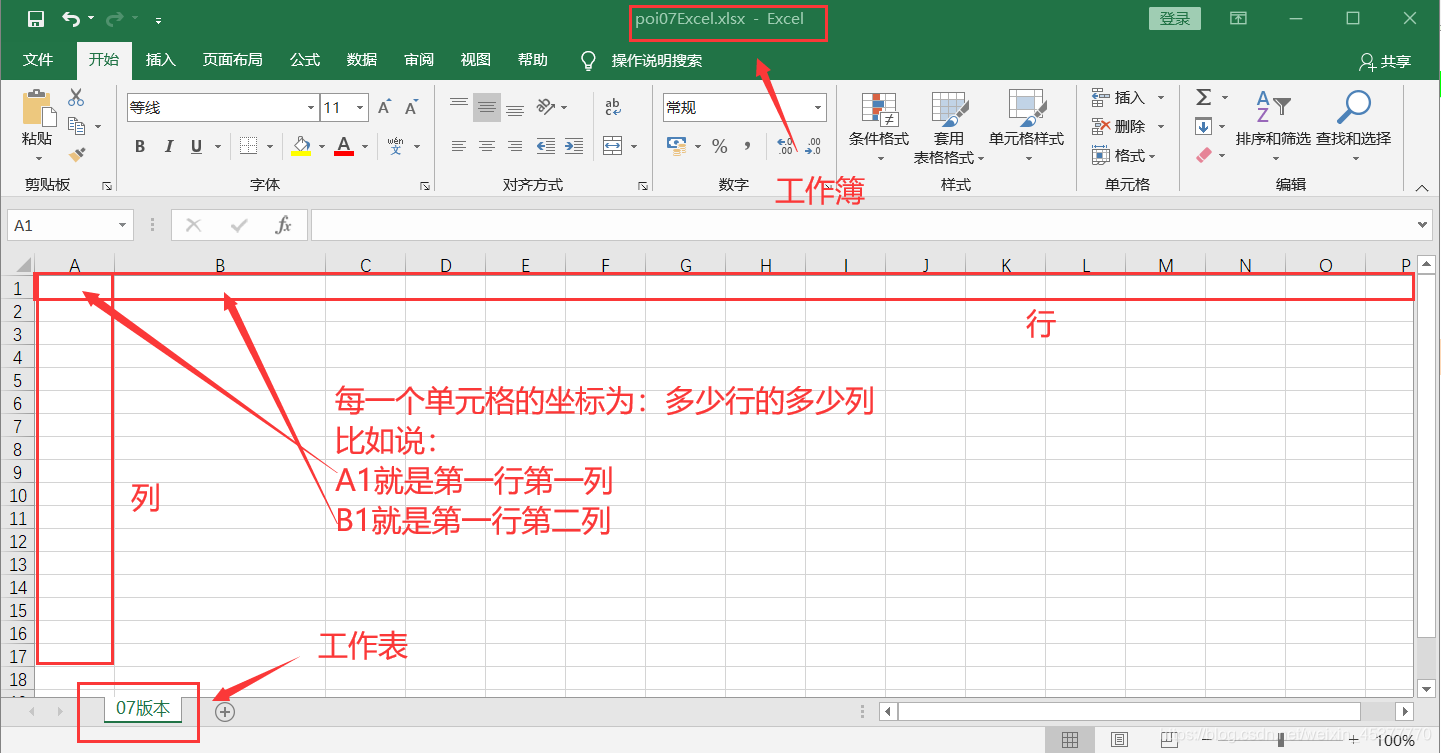 poi07Excel.xlsx - Excel
登录
文件 开始 插入 页面布局 公式 数据 审阅 视图 帮助 操作说明搜索 共享
粘贴
剪贴板
等线 11
B I U A wén 文
字体
ab
对齐方式
常规
% , .00 .0
数字
条件格式
套用
表格格式
单元格样式
样式
插入
删除
格式
单元格
Σ
排序和筛选 查找和选择
编辑
工作簿
A1 fx
A B C D E F G H I J K L M N O P
1
2
行
3
4
5
6
每一个单元格的坐标为：多少行的多少列
7
比如说：
8
9
A1就是第一行第一列
10
列
11
B1就是第一行第二列
12
13
14
15
16
工作表
17
18
07版本
100%